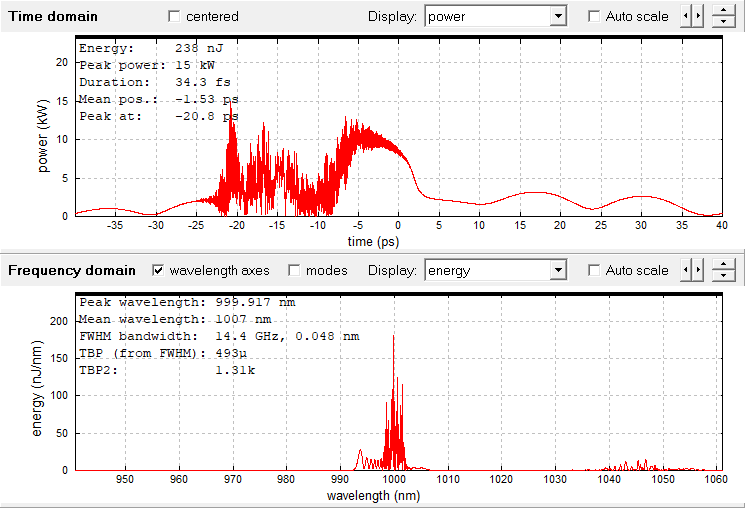 Time domain centered Display: power Auto scale
Energy: 238 nJ
Peak power: 15 kW
Duration: 34.3 fs
Mean pos.: -1.53 ps
Peak at: -20.8 ps
power (kW)
20
15
10
5
0
-35 -30 -25 -20 -15 -10 -5 0 5 10 15 20 25 30 35 40
time (ps)
Frequency domain wavelength axes modes Display: energy Auto scale
Peak wavelength: 999.917 nm
Mean wavelength: 1007 nm
FWHM bandwidth: 14.4 GHz, 0.048 nm
TBP (from FWHM): 493µ
TBP2: 1.31k
energy (nJ/nm)
200
150
100
50
0
950 960 970 980 990 1000 1010 1020 1030 1040 1050 1060
wavelength (nm)